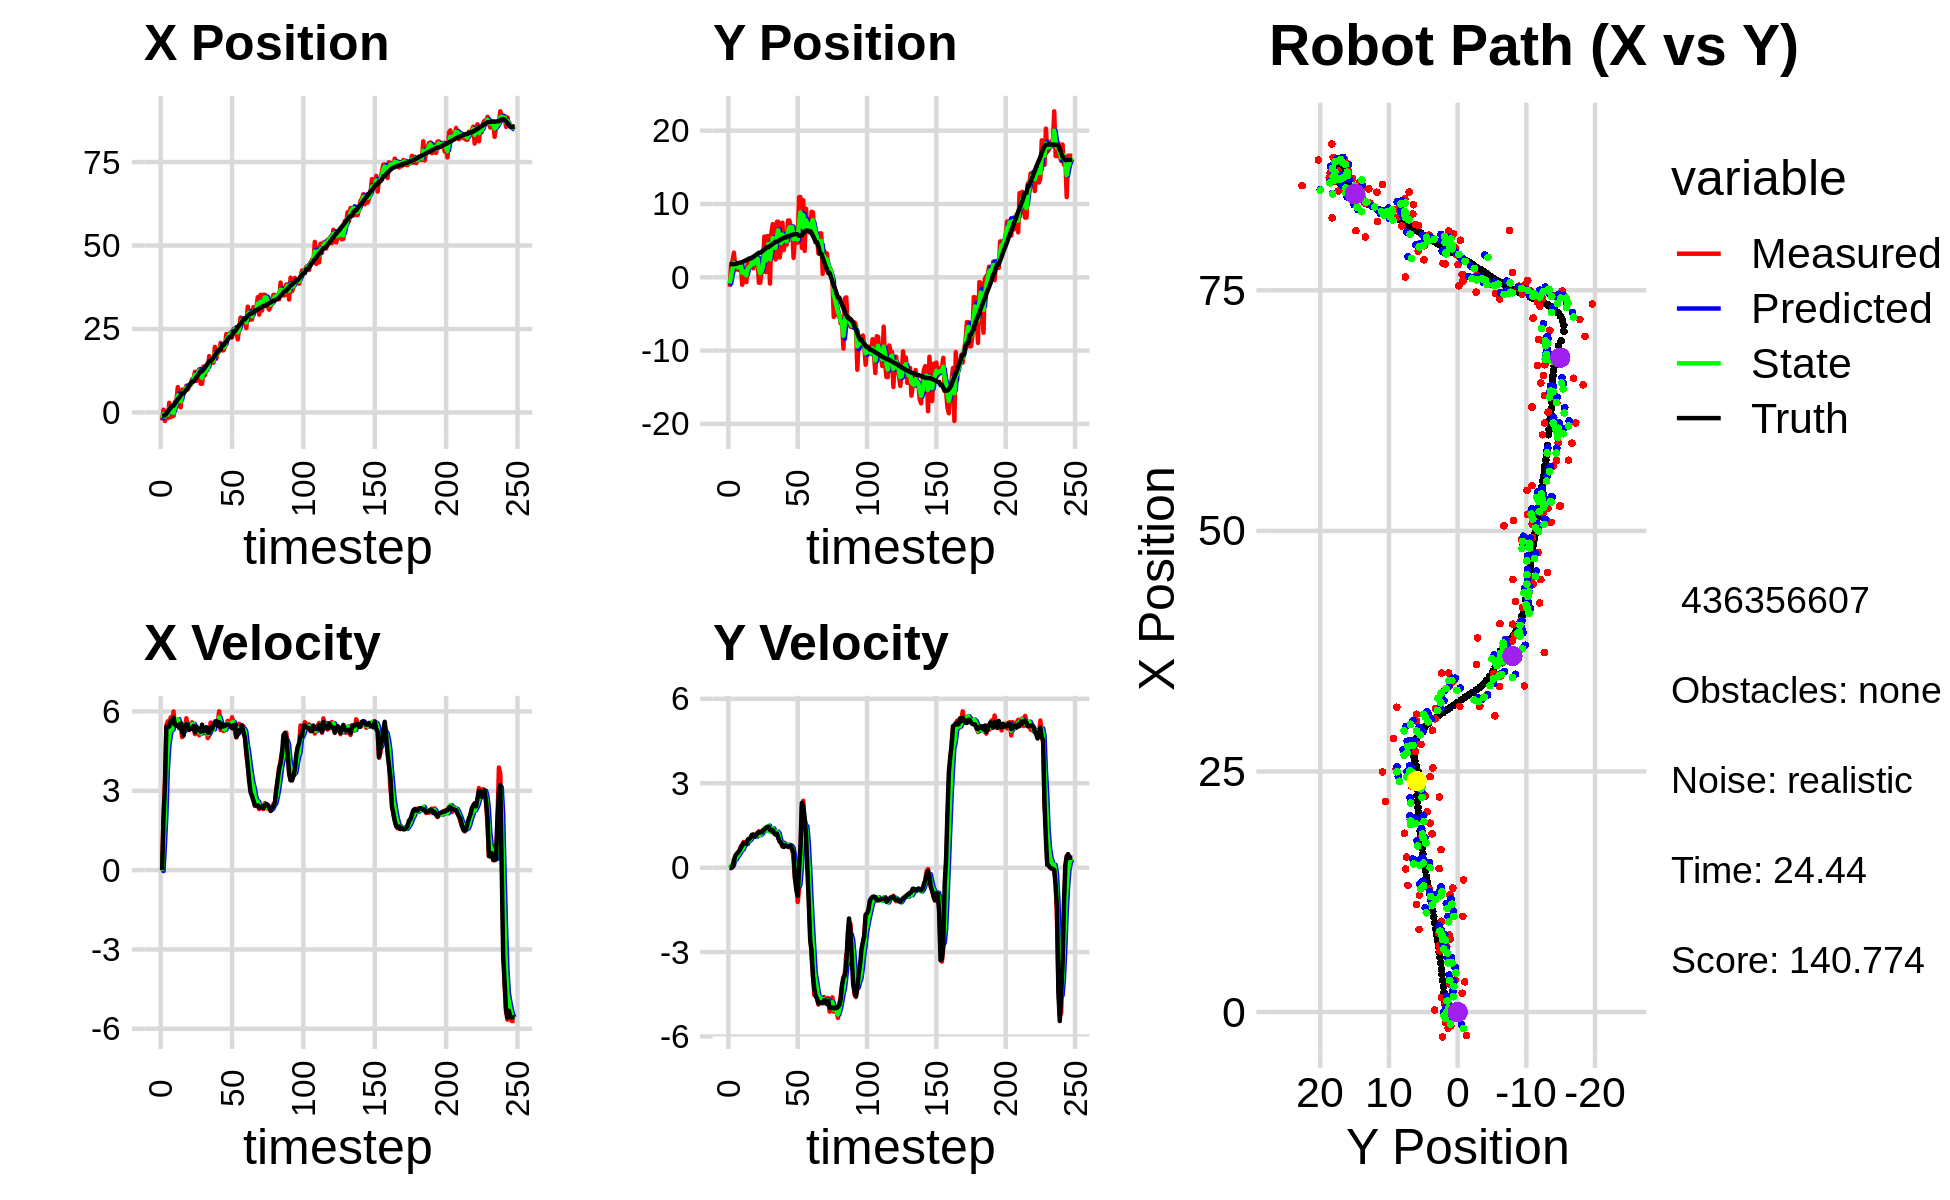 X Position
75
50
25
0
0 50 100 150 200 250
timestep
Y Position
20
10
0
-10
-20
0 50 100 150 200 250
timestep
X Velocity
6
3
0
-3
-6
0 50 100 150 200 250
timestep
Y Velocity
6
3
0
-3
-6
0 50 100 150 200 250
timestep
Robot Path (X vs Y)
X Position
75
50
25
0
20 10 0 -10 -20
Y Position
variable
Measured
Predicted
State
Truth
436356607
Obstacles: none
Noise: realistic
Time: 24.44
Score: 140.774